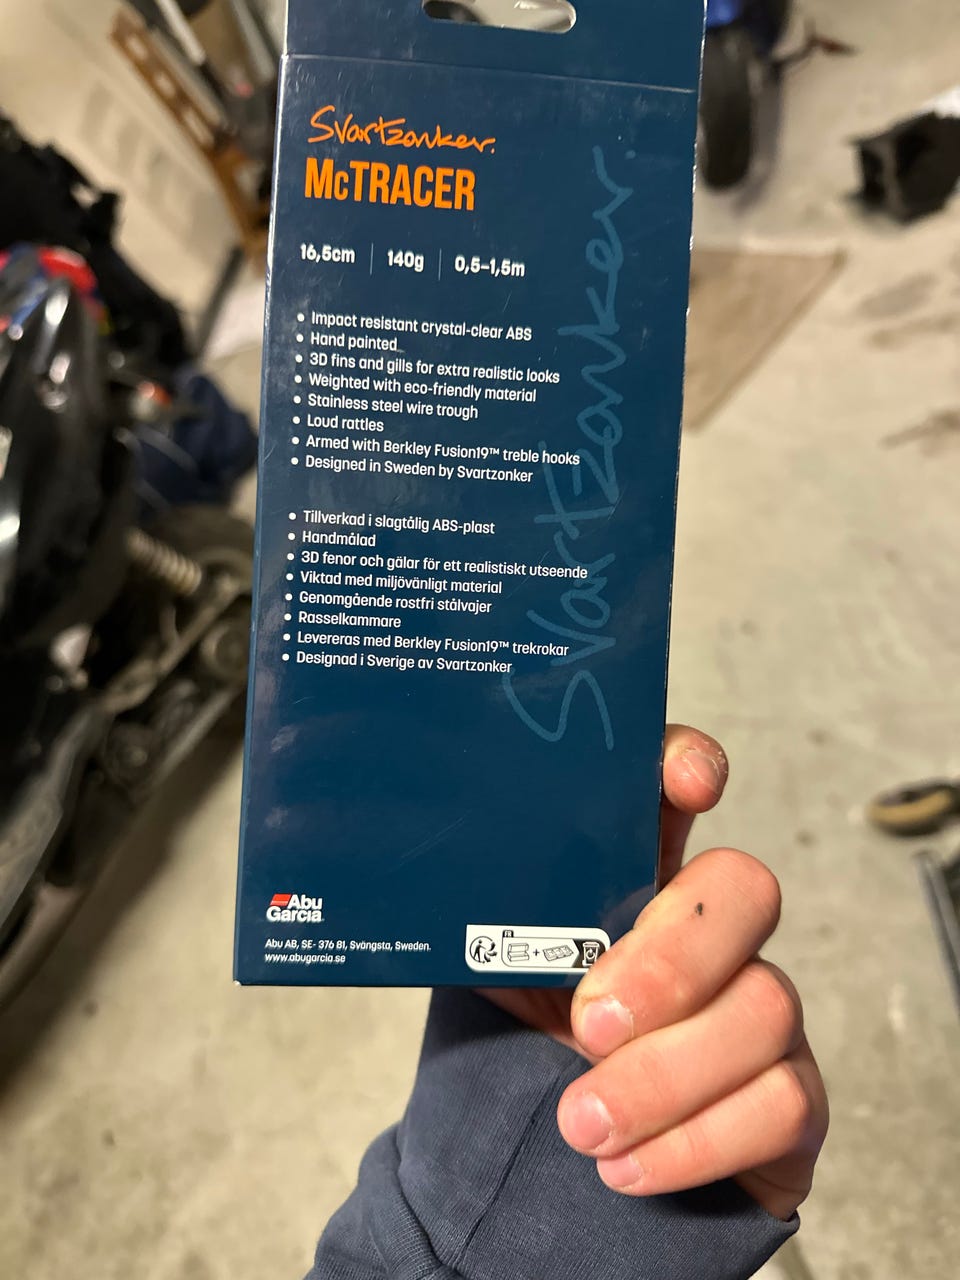 Svartzonker.
McTRACER
16,5cm | 140g | 0,5–1,5m
• Impact resistant crystal-clear ABS
• Hand painted
• 3D fins and gills for extra realistic looks
• Weighted with eco-friendly material
• Stainless steel wire trough
• Loud rattles
• Armed with Berkley Fusion19™ treble hooks
• Designed in Sweden by Svartzonker
• Tillverkad i slagtålig ABS-plast
• Handmålad
• 3D fenor och gälar för ett realistiskt utseende
• Viktad med miljövänligt material
• Genomgående rostfri stålvajer
• Rasselkammare
• Levereras med Berkley Fusion19™ trekrokar
• Designad i Sverige av Svartzonker
Svartzonker.
Abu
Garcia
Abu AB, SE- 376 81, Svängsta, Sweden.
www.abugarcia.se
FR
+